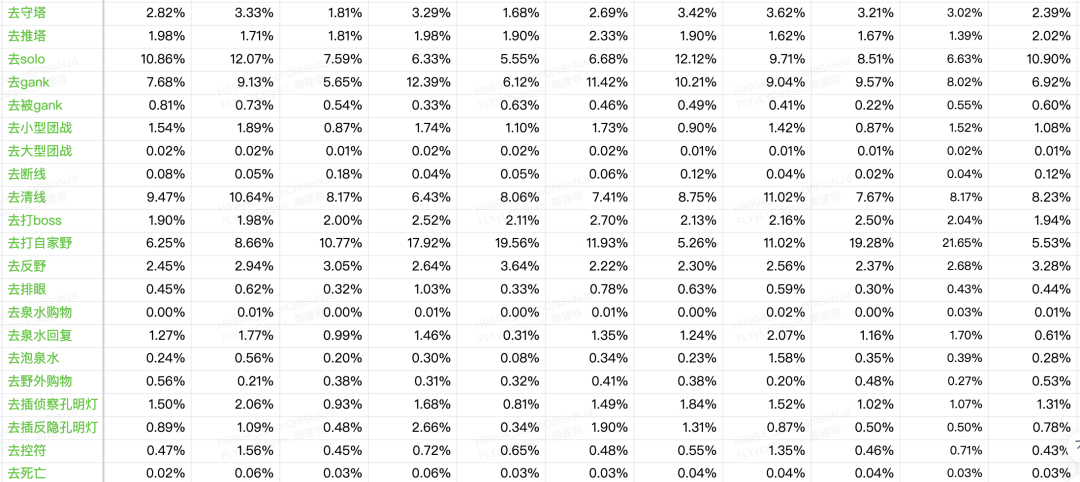 去守塔 2.82% 3.33% 1.81% 3.29% 1.68% 2.69% 3.42% 3.62% 3.21% 3.02% 2.39%
去推塔 1.98% 1.71% 1.81% 1.98% 1.90% 2.33% 1.90% 1.62% 1.67% 1.39% 2.02%
去solo 10.86% 12.07% 7.59% 6.33% 5.55% 6.68% 12.12% 9.71% 8.51% 6.63% 10.90%
去gank 7.68% 9.13% 5.65% 12.39% 6.12% 11.42% 10.21% 9.04% 9.57% 8.02% 6.92%
去被gank 0.81% 0.73% 0.54% 0.33% 0.63% 0.46% 0.49% 0.41% 0.22% 0.55% 0.60%
去小型团战 1.54% 1.89% 0.87% 1.74% 1.10% 1.73% 0.90% 1.42% 0.87% 1.52% 1.08%
去大型团战 0.02% 0.02% 0.01% 0.02% 0.02% 0.02% 0.01% 0.01% 0.01% 0.02% 0.01%
去断线 0.08% 0.05% 0.18% 0.04% 0.05% 0.06% 0.12% 0.04% 0.02% 0.04% 0.12%
去清线 9.47% 10.64% 8.17% 6.43% 8.06% 7.41% 8.75% 11.02% 7.67% 8.17% 8.23%
去打boss 1.90% 1.98% 2.00% 2.52% 2.11% 2.70% 2.13% 2.16% 2.50% 2.04% 1.94%
去打自家野 6.25% 8.66% 10.77% 17.92% 19.56% 11.93% 5.26% 11.02% 19.28% 21.65% 5.53%
去反野 2.45% 2.94% 3.05% 2.64% 3.64% 2.22% 2.30% 2.56% 2.37% 2.68% 3.28%
去排眼 0.45% 0.62% 0.32% 1.03% 0.33% 0.78% 0.63% 0.59% 0.30% 0.43% 0.44%
去泉水购物 0.00% 0.01% 0.00% 0.01% 0.00% 0.01% 0.00% 0.02% 0.00% 0.03% 0.01%
去泉水回复 1.27% 1.77% 0.99% 1.46% 0.31% 1.35% 1.24% 2.07% 1.16% 1.70% 0.61%
去泡泉水 0.24% 0.56% 0.20% 0.30% 0.08% 0.34% 0.23% 1.58% 0.35% 0.39% 0.28%
去野外购物 0.56% 0.21% 0.38% 0.31% 0.32% 0.41% 0.38% 0.20% 0.48% 0.27% 0.53%
去插侦察孔明灯 1.50% 2.06% 0.93% 1.68% 0.81% 1.49% 1.84% 1.52% 1.02% 1.07% 1.31%
去插反隐孔明灯 0.89% 1.09% 0.48% 2.66% 0.34% 1.90% 1.31% 0.87% 0.50% 0.50% 0.78%
去控符 0.47% 1.56% 0.45% 0.72% 0.65% 0.48% 0.55% 1.35% 0.46% 0.71% 0.43%
去死亡 0.02% 0.06% 0.03% 0.06% 0.03% 0.03% 0.04% 0.04% 0.04% 0.03% 0.03%